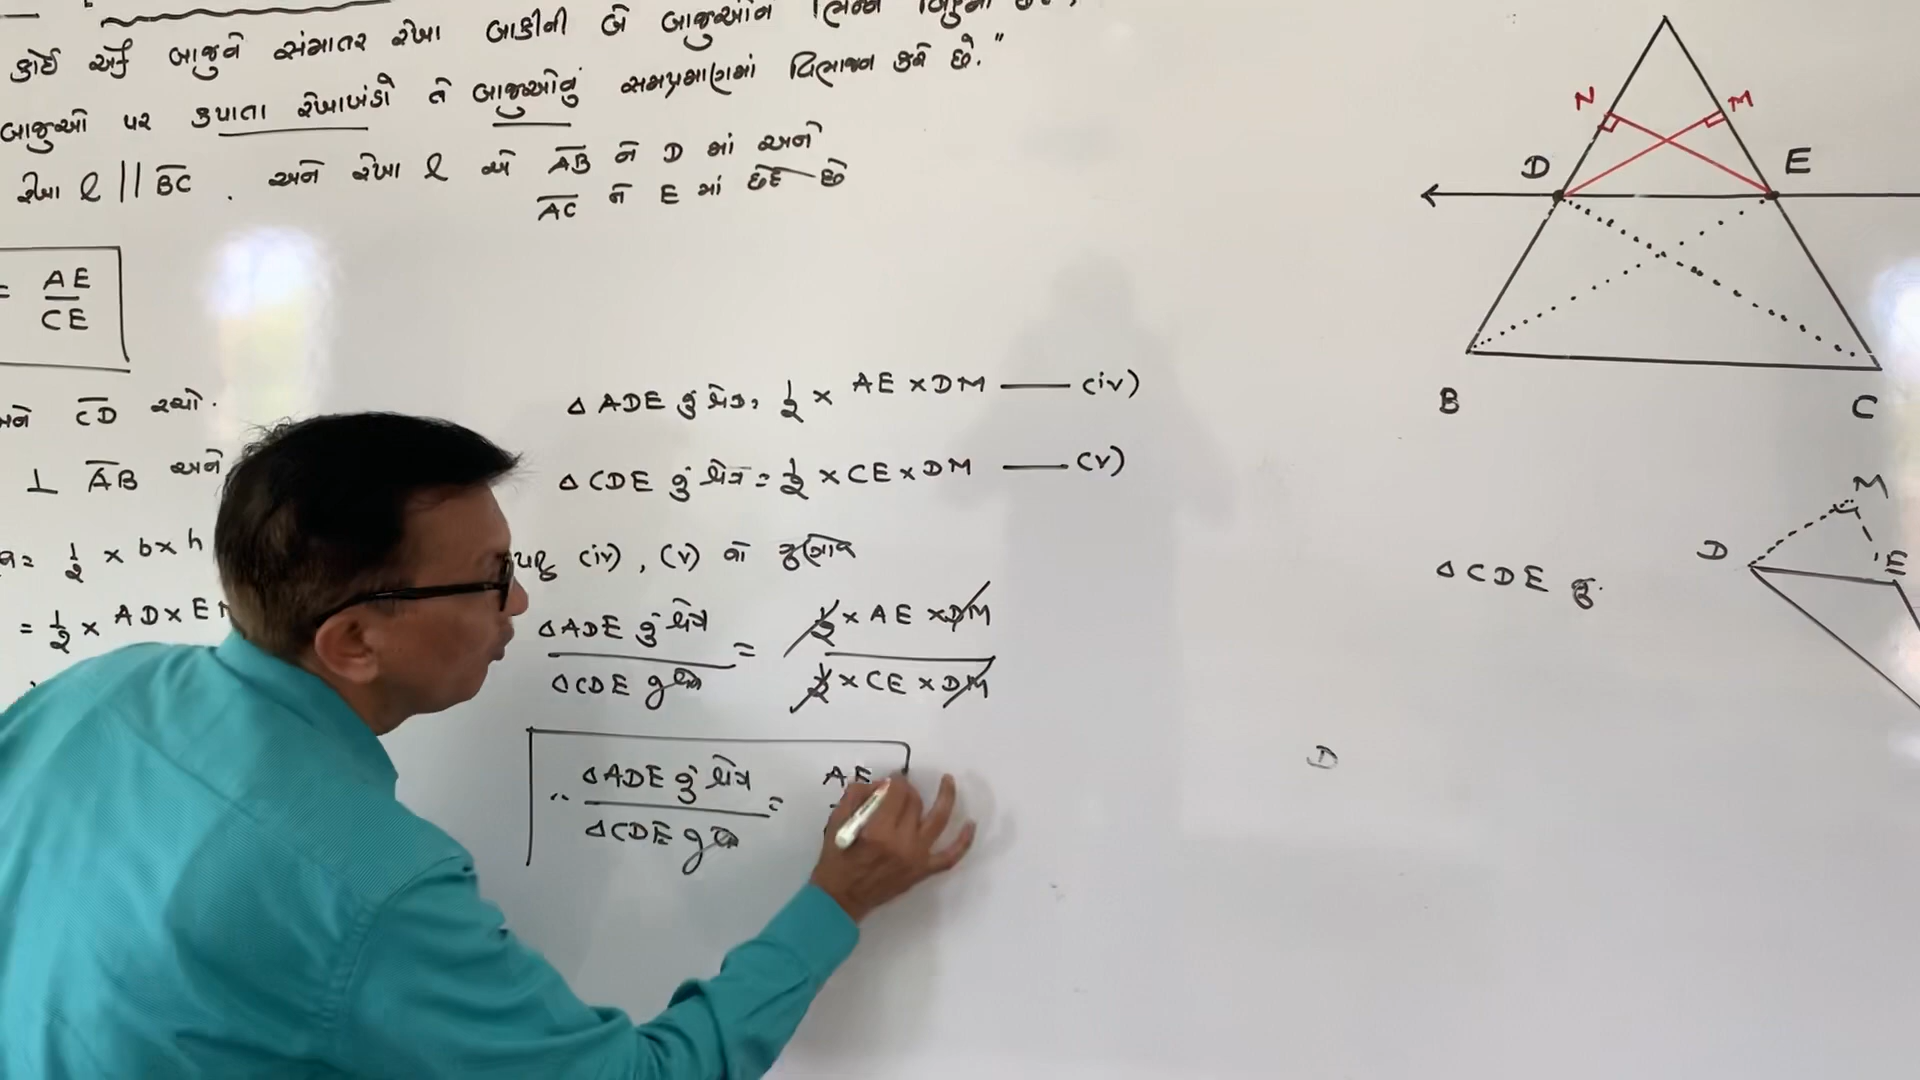 કોઈ એક બાજુને સમાંતર રેખા બાકીની બે બાજુઓને ભિન્ન
બાજુઓ પર કપાતા રેખાખંડો તે બાજુઓનું સમપ્રમાણમાં વિભાજન કરે છે."
રેખા l || BC . અને રેખા l એ AB ને D માં અને
AC ને E માં છેદે છે
= AE
CE
અને CD રચો.
⊥ AB અને
= 1/2 × b × h
= 1/2 × AD × E
△ ADE નું ક્ષેત્ર = 1/2 × AE × DM —— (iv)
△ CDE નું ક્ષેત્ર = 1/2 × CE × DM —— (v)
(iv), (v) નો ગુણોત્તર
△ADE નું ક્ષેત્ર = 1/2 × AE × DM
△CDE નું ક્ષેત્ર 1/2 × CE × DM
△ADE નું ક્ષેત્ર = AE
△CDE નું ક્ષેત્ર
N M
D E
B C
M
D E
△ CDE નું
D